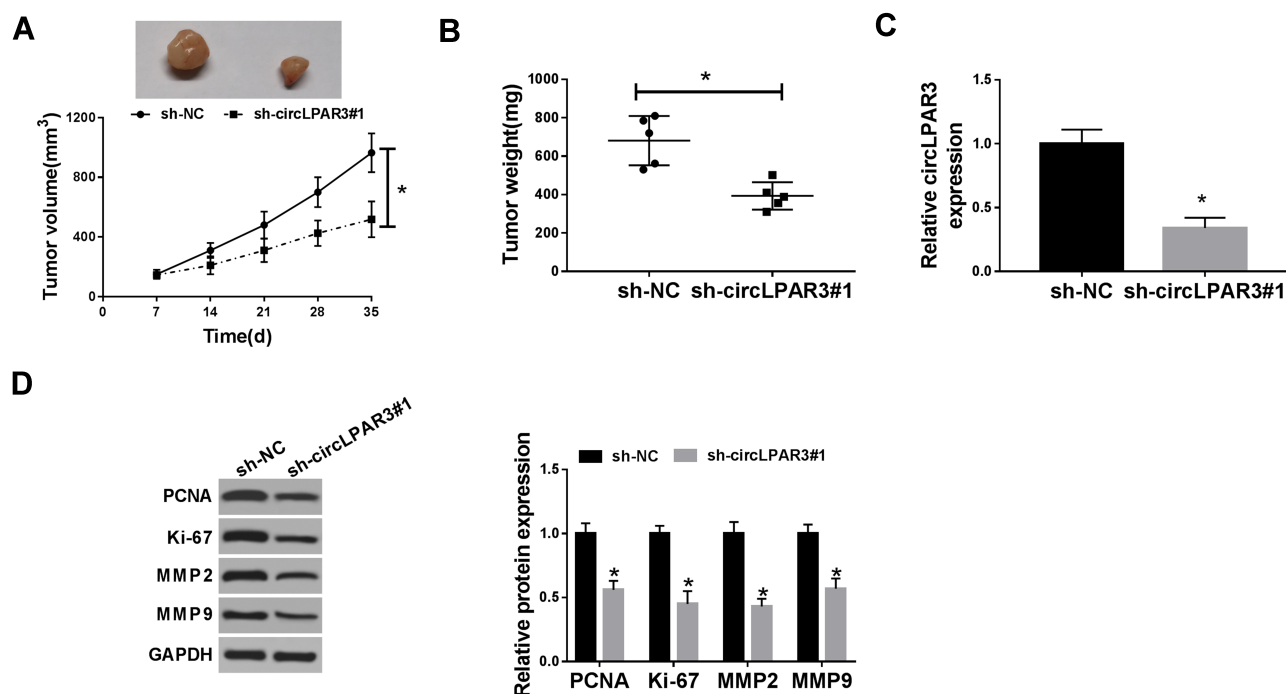 A
sh-NC sh-circLPAR3#1
Tumor volume(mm3)
1200
800
400
0
0 7 14 21 28 35
Time(d)
*
B
Tumor weight(mg)
1000
800
600
400
200
0
*
sh-NC sh-circLPAR3#1
C
Relative circLPAR3
expression
1.5
1.0
0.5
0.0
*
sh-NC sh-circLPAR3#1
D
sh-NC
sh-circLPAR3#1
PCNA
Ki-67
MMP2
MMP9
GAPDH
sh-NC sh-circLPAR3#1
Relative protein expression
1.5
1.0
0.5
0.0
* * * *
PCNA Ki-67 MMP2 MMP9